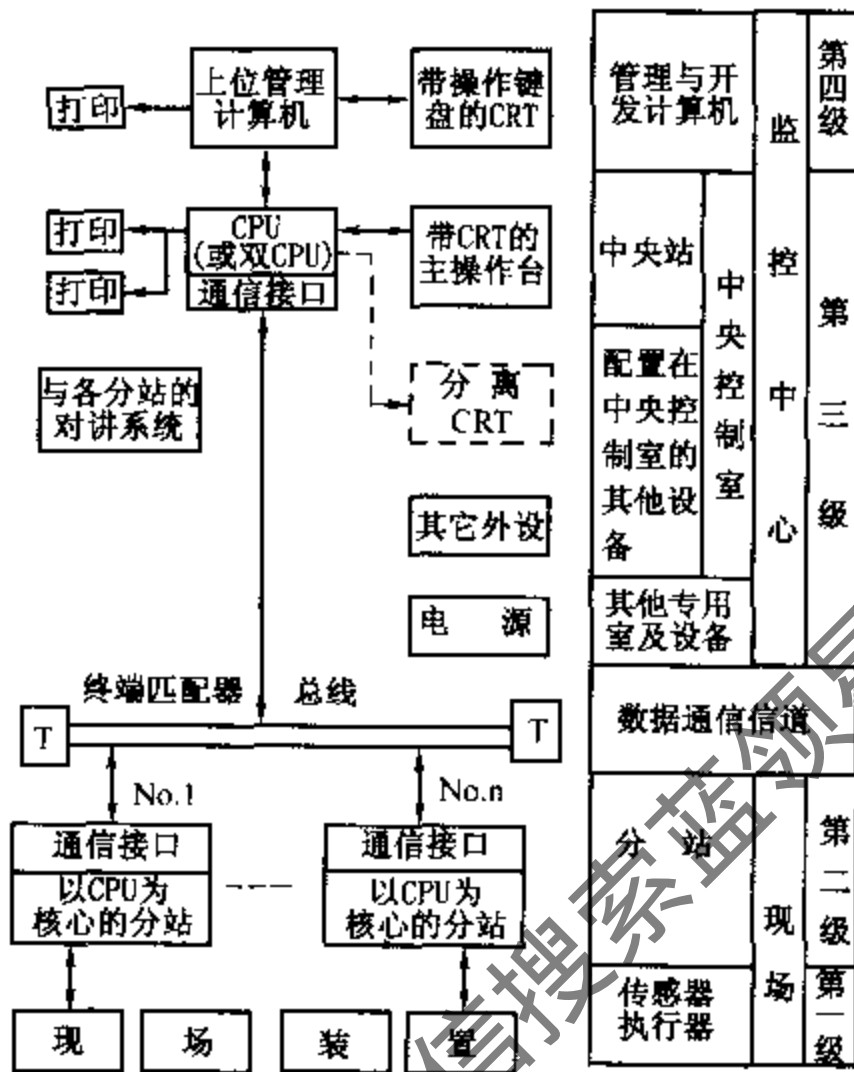 上位管理
计算机
打印
带操作键
盘的CRT
CPU
(或双CPU)
通信接口
打印
打印
带CRT的
主操作台
与各分站的
对讲系统
分 离
CRT
其它外设
电 源
终端匹配器 总线
T
T
No.1
No.n
通信接口
以CPU为
核心的分站
通信接口
以CPU为
核心的分站
现 场 装 置
管理与开
发计算机
中央站
配置在
中央控
制室的
其他设
备
中央控制室
其他专用
室及设备
监控中心
第四级
第三级
数据通信信道
分 站
传感器
执行器
现场
第二级
第一级
信搜索蓝领星